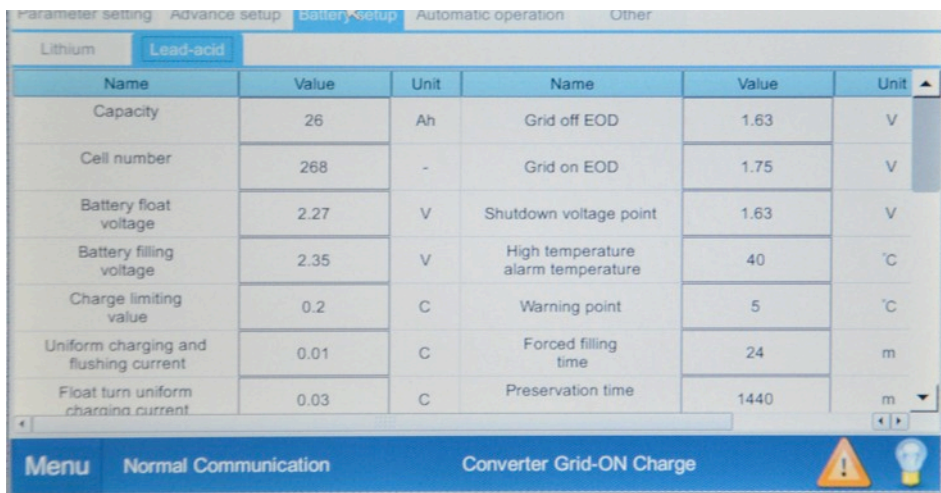 Parameter setting Advance setup Battery setup Automatic operation Other
Lithium Lead-acid
Name Value Unit Name Value Unit
Capacity 26 Ah Grid off EOD 1.63 V
Cell number 268 - Grid on EOD 1.75 V
Battery float
voltage 2.27 V Shutdown voltage point 1.63 V
Battery filling
voltage 2.35 V High temperature
alarm temperature 40 °C
Charge limiting
value 0.2 C Warning point 5 °C
Uniform charging and
flushing current 0.01 C Forced filling
time 24 m
Float turn uniform
charging current 0.03 C Preservation time 1440 m
Menu Normal Communication Converter Grid-ON Charge